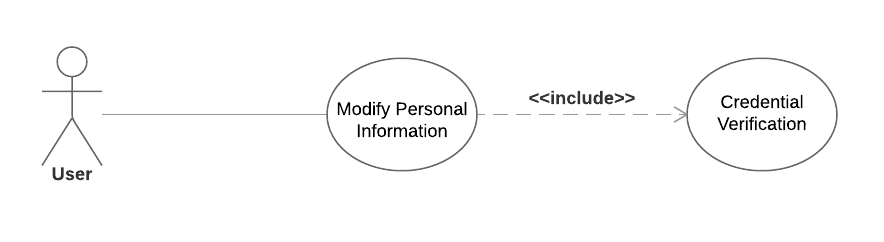 <<include>>
Modify Personal
Information
Credential
Verification
User